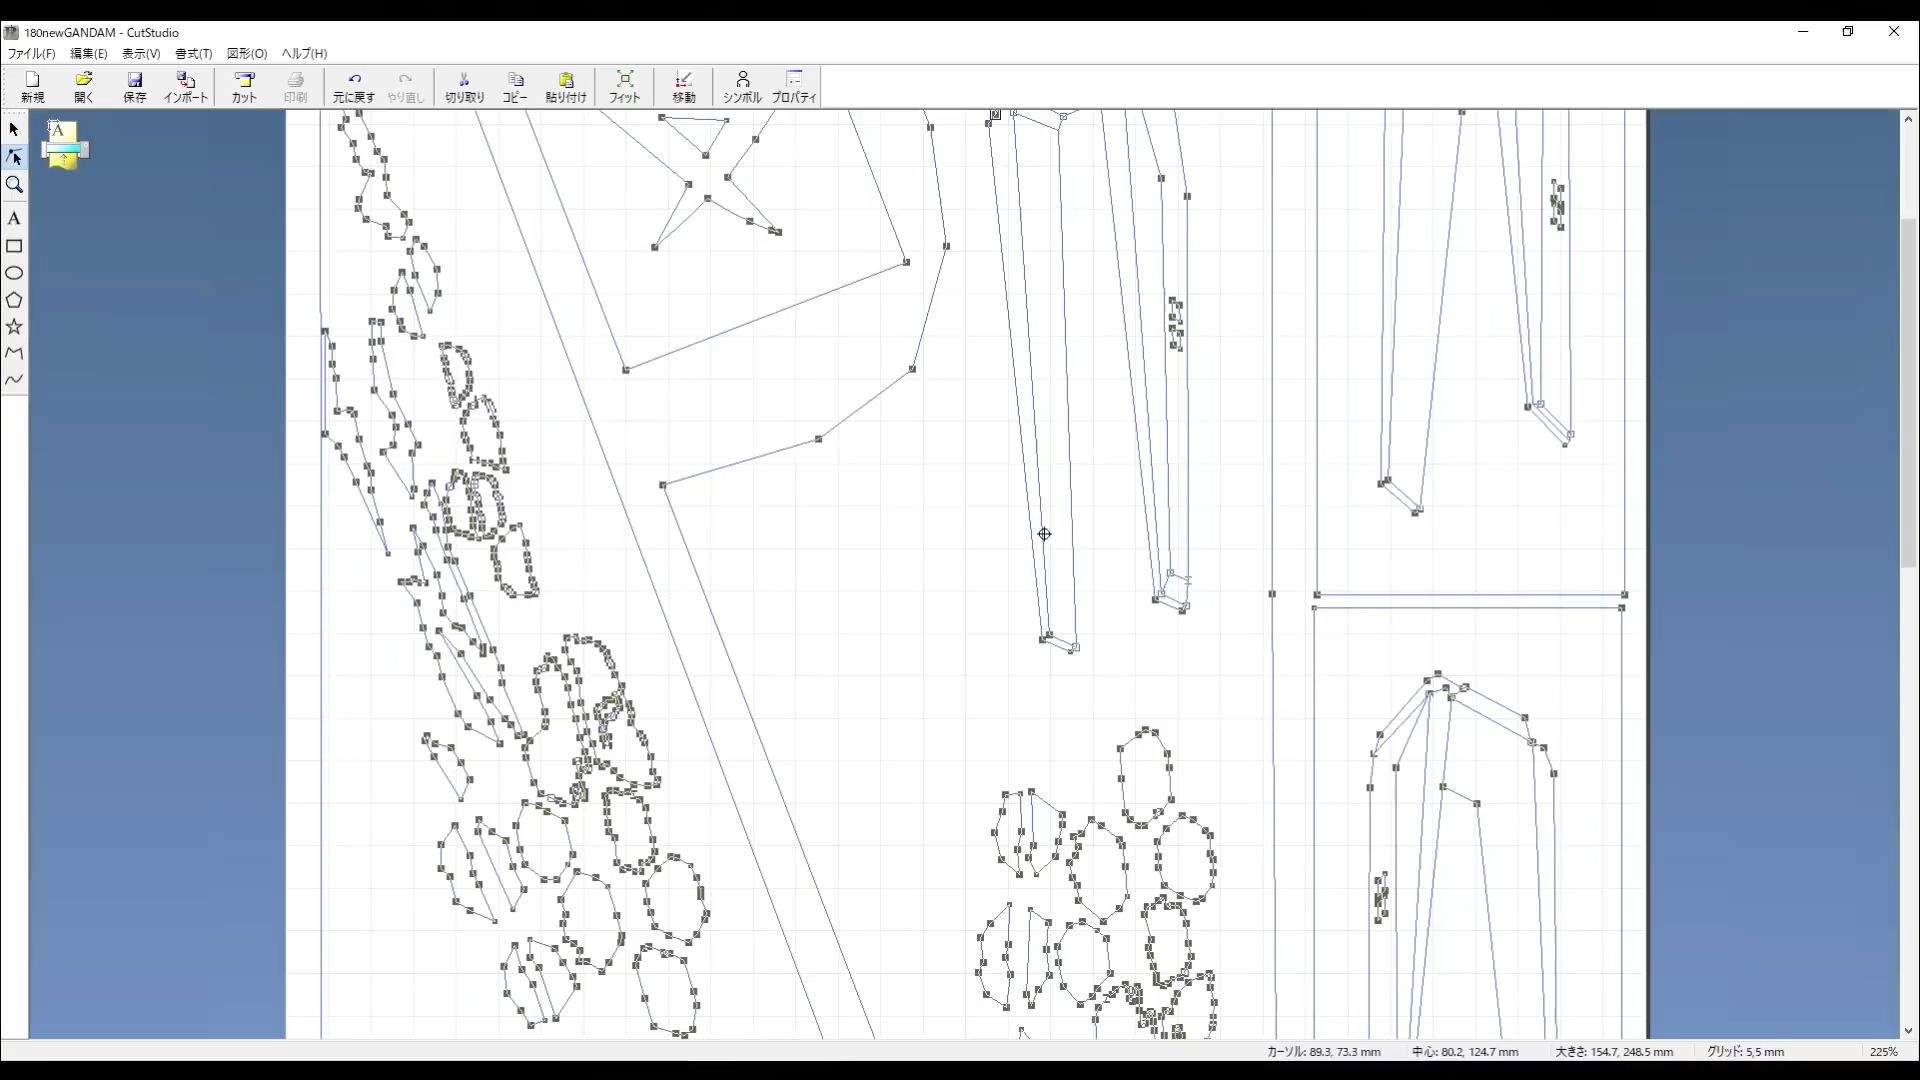 180newGANDAM - CutStudio
ファイル(F) 編集(E) 表示(V) 書式(T) 図形(O) ヘルプ(H)
新規 開く 保存 インポート カット 印刷 元に戻す やり直し 切り取り コピー 貼り付け フィット 移動 シンボル プロパティ
A
A
カーソル: 89.3, 73.3 mm 中心: 80.2, 124.7 mm 大きさ: 154.7, 248.5 mm グリッド: 5,5 mm 225%